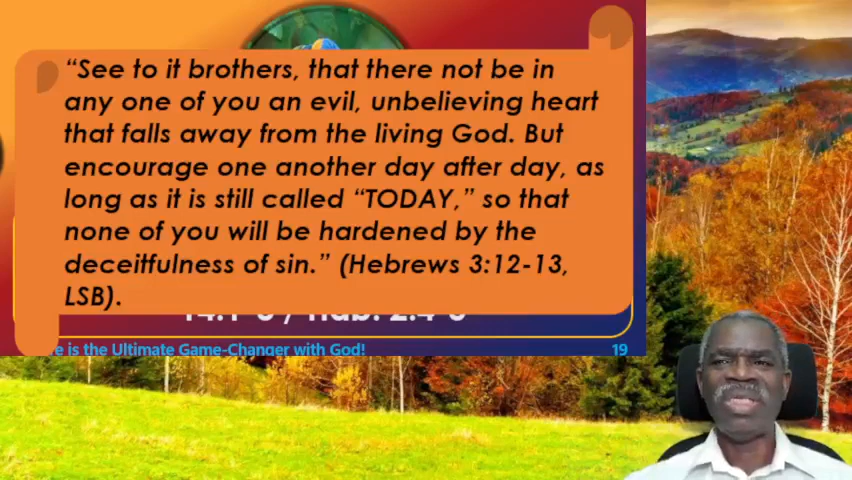 “See to it brothers, that there not be in
any one of you an evil, unbelieving heart
that falls away from the living God. But
encourage one another day after day, as
long as it is still called “TODAY,” so that
none of you will be hardened by the
deceitfulness of sin.” (Hebrews 3:12-13,
LSB).
is the Ultimate Game-Changer with God!
19